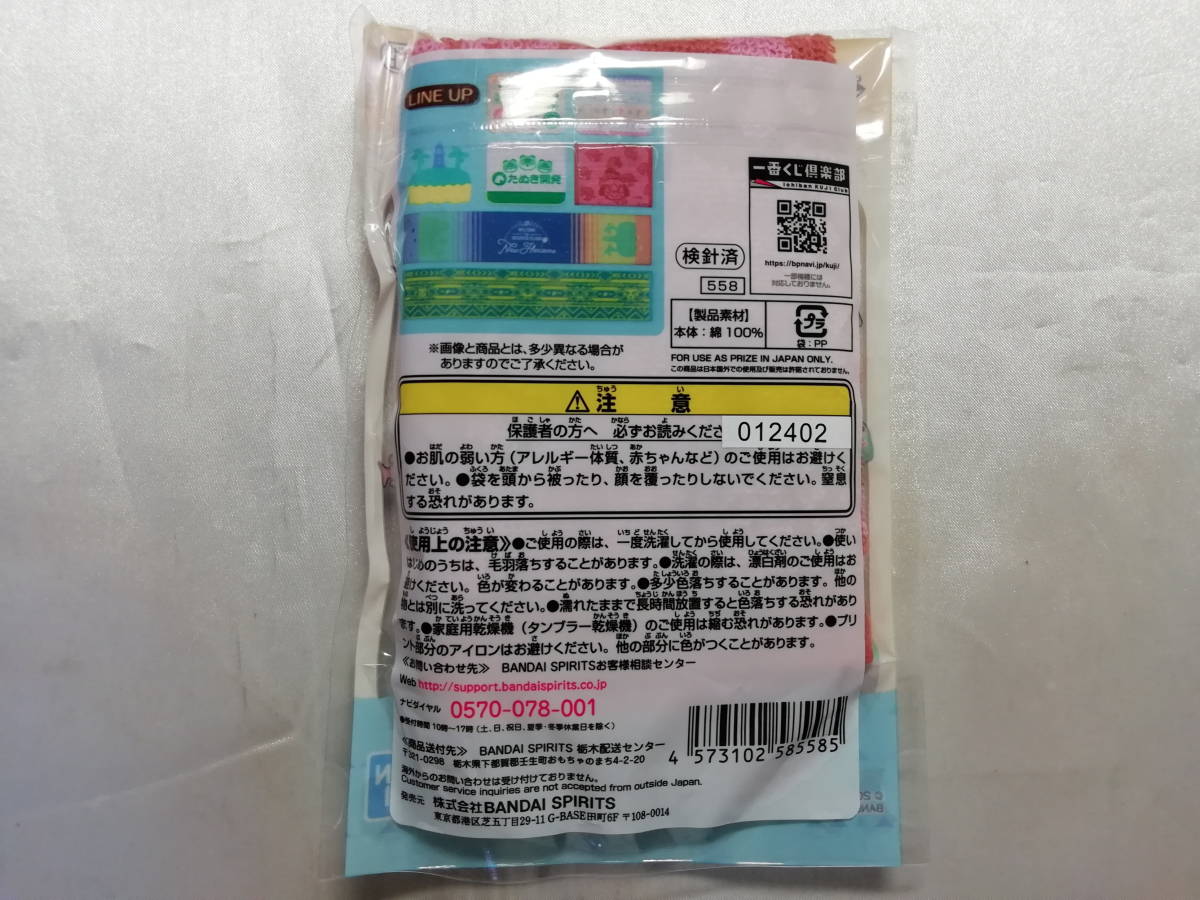 LINE UP
たぬき開発
New Horizons
一番くじ倶楽部
Ichiban KUJI Club
https://bpnavi.jp/kuji/
一部機種には
対応しておりません。
検針済
558
【製品素材】
本体：綿100%
プラ
袋：PP
※画像と商品とは、多少異なる場合が
ありますのでご了承ください。
FOR USE AS PRIZE IN JAPAN ONLY.
この商品は日本国外での使用及び販売は許諾されておりません。
⚠注意
保護者の方へ 必ずお読みくださ
012402
●お肌の弱い方（アレルギー体質、赤ちゃんなど）のご使用はお避けく
ださい。●袋を頭から被ったり、顔を覆ったりしないでください。窒息
する恐れがあります。
《使用上の注意》●ご使用の際は、一度洗濯してから使用してください。●使い
はじめのうちは、毛羽落ちすることがあります。●洗濯の際は、漂白剤のご使用はお
避けください。色が変わることがあります。●多少色落ちすることがあります。他の
物とは別に洗ってください。●濡れたままで長時間放置すると色落ちする恐れがあり
ます。●家庭用乾燥機（タンブラー乾燥機）のご使用は縮む恐れがあります。●プリ
ント部分のアイロンはお避けください。他の部分に色がつくことがあります。
≪お問い合わせ先≫ BANDAI SPIRITSお客様相談センター
Web http://support.bandaispirits.co.jp
ナビダイヤル 0570-078-001
●受付時間 10時～17時（土、日、祝日、夏季・冬季休業日を除く）
≪商品送付先≫ BANDAI SPIRITS 栃木配送センター
〒321-0298 栃木県下都賀郡壬生町おもちゃのまち4-2-20
海外からのお問い合わせは受け付けておりません。
Customer service inquiries are not accepted from outside Japan.
発売元 株式会社BANDAI SPIRITS
東京都港区芝五丁目29-11 G-BASE田町6F 〒108-0014
4 573102 585585